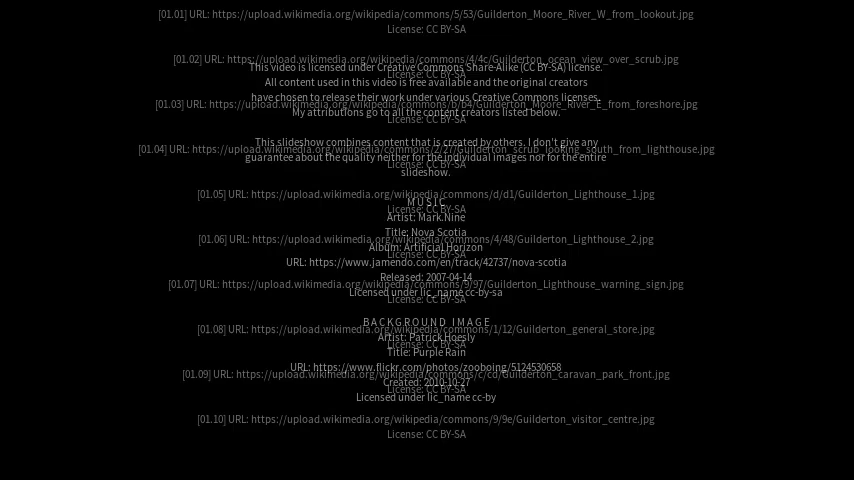 [01.01] URL: https://upload.wikimedia.org/wikipedia/commons/5/53/Guilderton_Moore_River_W_from_lookout.jpg
License: CC BY-SA
[01.02] URL: https://upload.wikimedia.org/wikipedia/commons/4/4c/Guilderton_ocean_view_over_scrub.jpg
This video is licensed under Creative Commons Share-Alike (CC BY-SA) license.
License: CC BY-SA
All content used in this video is free available and the original creators
have chosen to release their work under various Creative Commons licenses.
[01.03] URL: https://upload.wikimedia.org/wikipedia/commons/b/b4/Guilderton_Moore_River_E_from_foreshore.jpg
My attributions go to all the content creators listed below.
License: CC BY-SA
This slideshow combines content that is created by others. I don't give any
[01.04] URL: https://upload.wikimedia.org/wikipedia/commons/2/27/Guilderton_scrub_looking_south_from_lighthouse.jpg
guarantee about the quality neither for the individual images nor for the entire
License: CC BY-SA
slideshow.
[01.05] URL: https://upload.wikimedia.org/wikipedia/commons/d/d1/Guilderton_Lighthouse_1.jpg
MUSIC
License: CC BY-SA
Artist: Mark.Nine
Title: Nova Scotia
[01.06] URL: https://upload.wikimedia.org/wikipedia/commons/4/48/Guilderton_Lighthouse_2.jpg
Album: Artificial Horizon
License: CC BY-SA
URL: https://www.jamendo.com/en/track/42737/nova-scotia
Released: 2007-04-14
[01.07] URL: https://upload.wikimedia.org/wikipedia/commons/9/97/Guilderton_Lighthouse_warning_sign.jpg
Licensed under lic_name cc-by-sa
License: CC BY-SA
BACKGROUND IMAGE
[01.08] URL: https://upload.wikimedia.org/wikipedia/commons/1/12/Guilderton_general_store.jpg
Artist: Patrick Hoesly
License: CC BY-SA
Title: Purple Rain
URL: https://www.flickr.com/photos/zooboing/5124530658
[01.09] URL: https://upload.wikimedia.org/wikipedia/commons/c/cd/Guilderton_caravan_park_front.jpg
Created: 2010-10-27
License: CC BY-SA
Licensed under lic_name cc-by
[01.10] URL: https://upload.wikimedia.org/wikipedia/commons/9/9e/Guilderton_visitor_centre.jpg
License: CC BY-SA